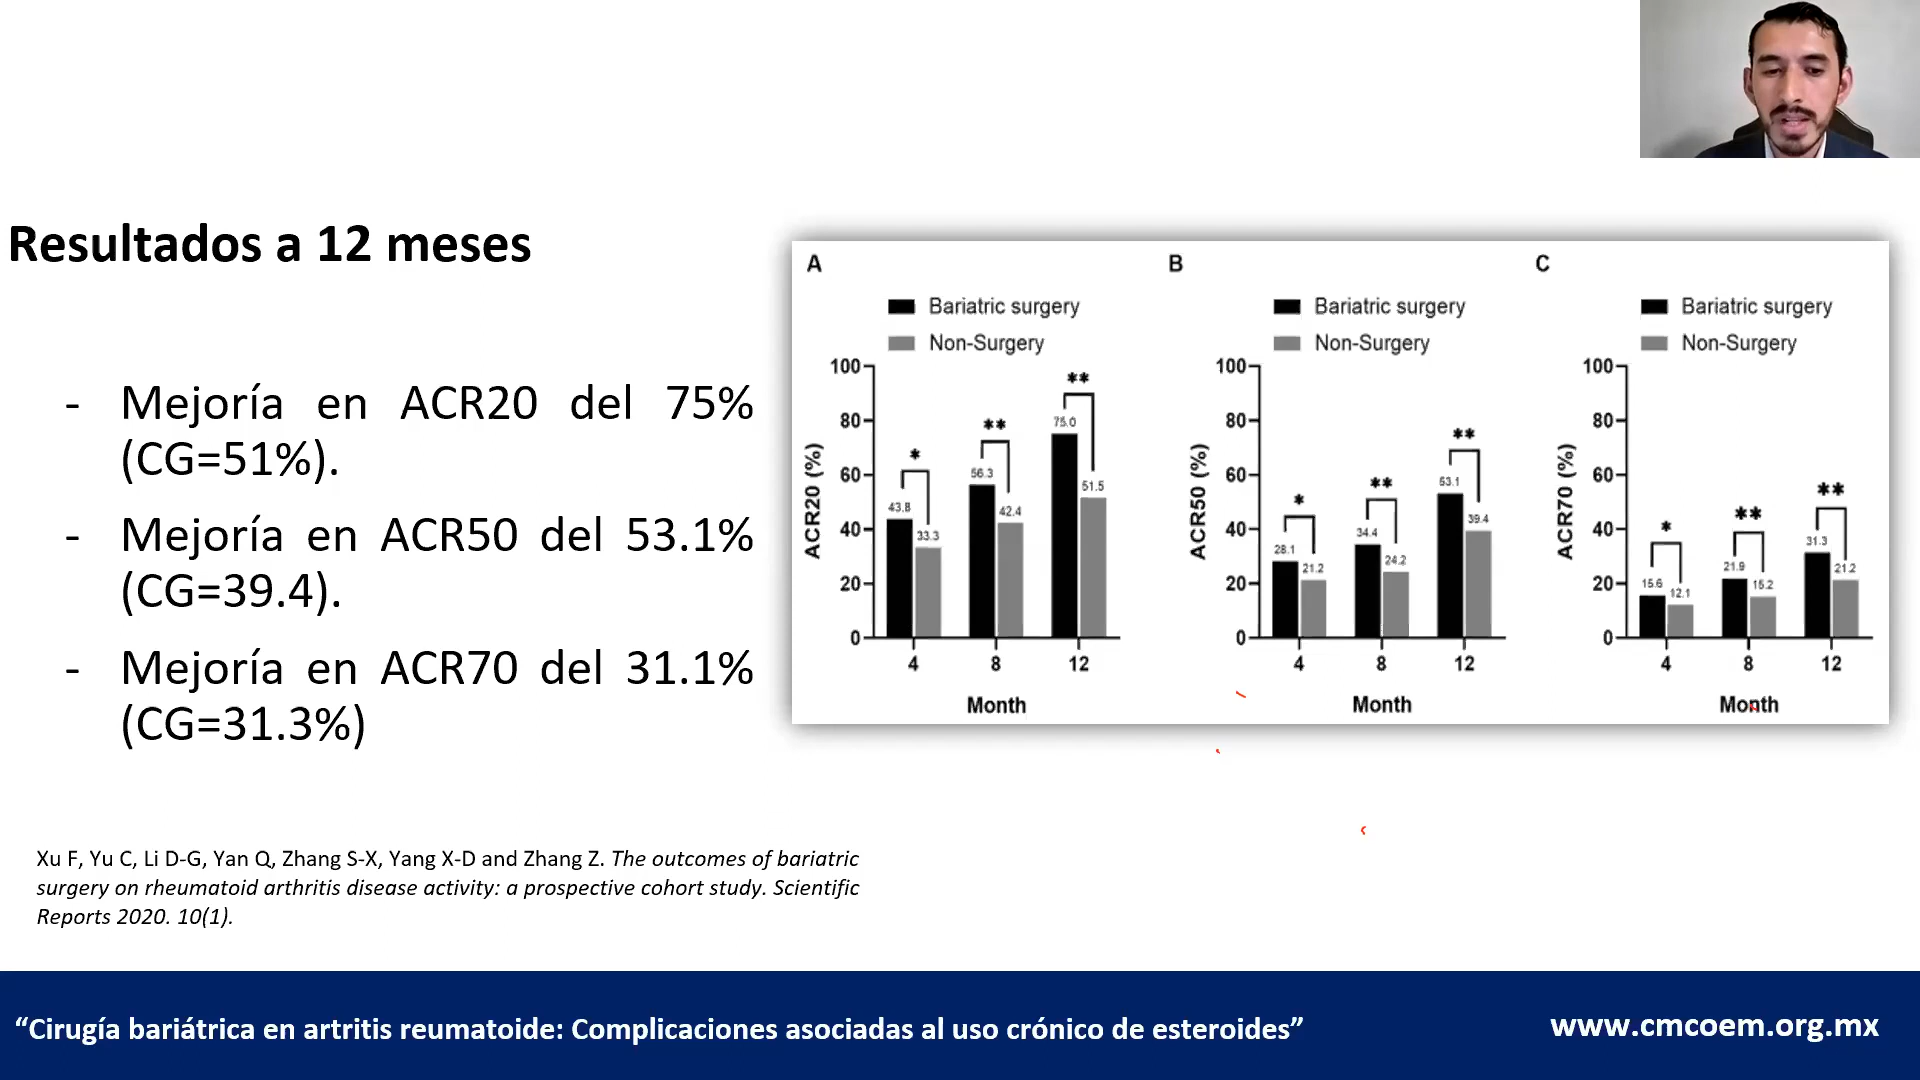 Resultados a 12 meses
- Mejoría en ACR20 del 75%
(CG=51%).
- Mejoría en ACR50 del 53.1%
(CG=39.4).
- Mejoría en ACR70 del 31.1%
(CG=31.3%)
A
Bariatric surgery
Non-Surgery
ACR20 (%)
100
80
60
40
20
0
*
**
**
43.8
33.3
56.3
42.4
75.0
51.5
4 8 12
Month
B
Bariatric surgery
Non-Surgery
ACR50 (%)
100
80
60
40
20
0
*
**
**
28.1
21.2
34.4
24.2
53.1
39.4
4 8 12
Month
C
Bariatric surgery
Non-Surgery
ACR70 (%)
100
80
60
40
20
0
*
**
**
15.6
12.1
21.9
15.2
31.3
21.2
4 8 12
Month
Xu F, Yu C, Li D-G, Yan Q, Zhang S-X, Yang X-D and Zhang Z. The outcomes of bariatric
surgery on rheumatoid arthritis disease activity: a prospective cohort study. Scientific
Reports 2020. 10(1).
“Cirugía bariátrica en artritis reumatoide: Complicaciones asociadas al uso crónico de esteroides”
www.cmcoem.org.mx